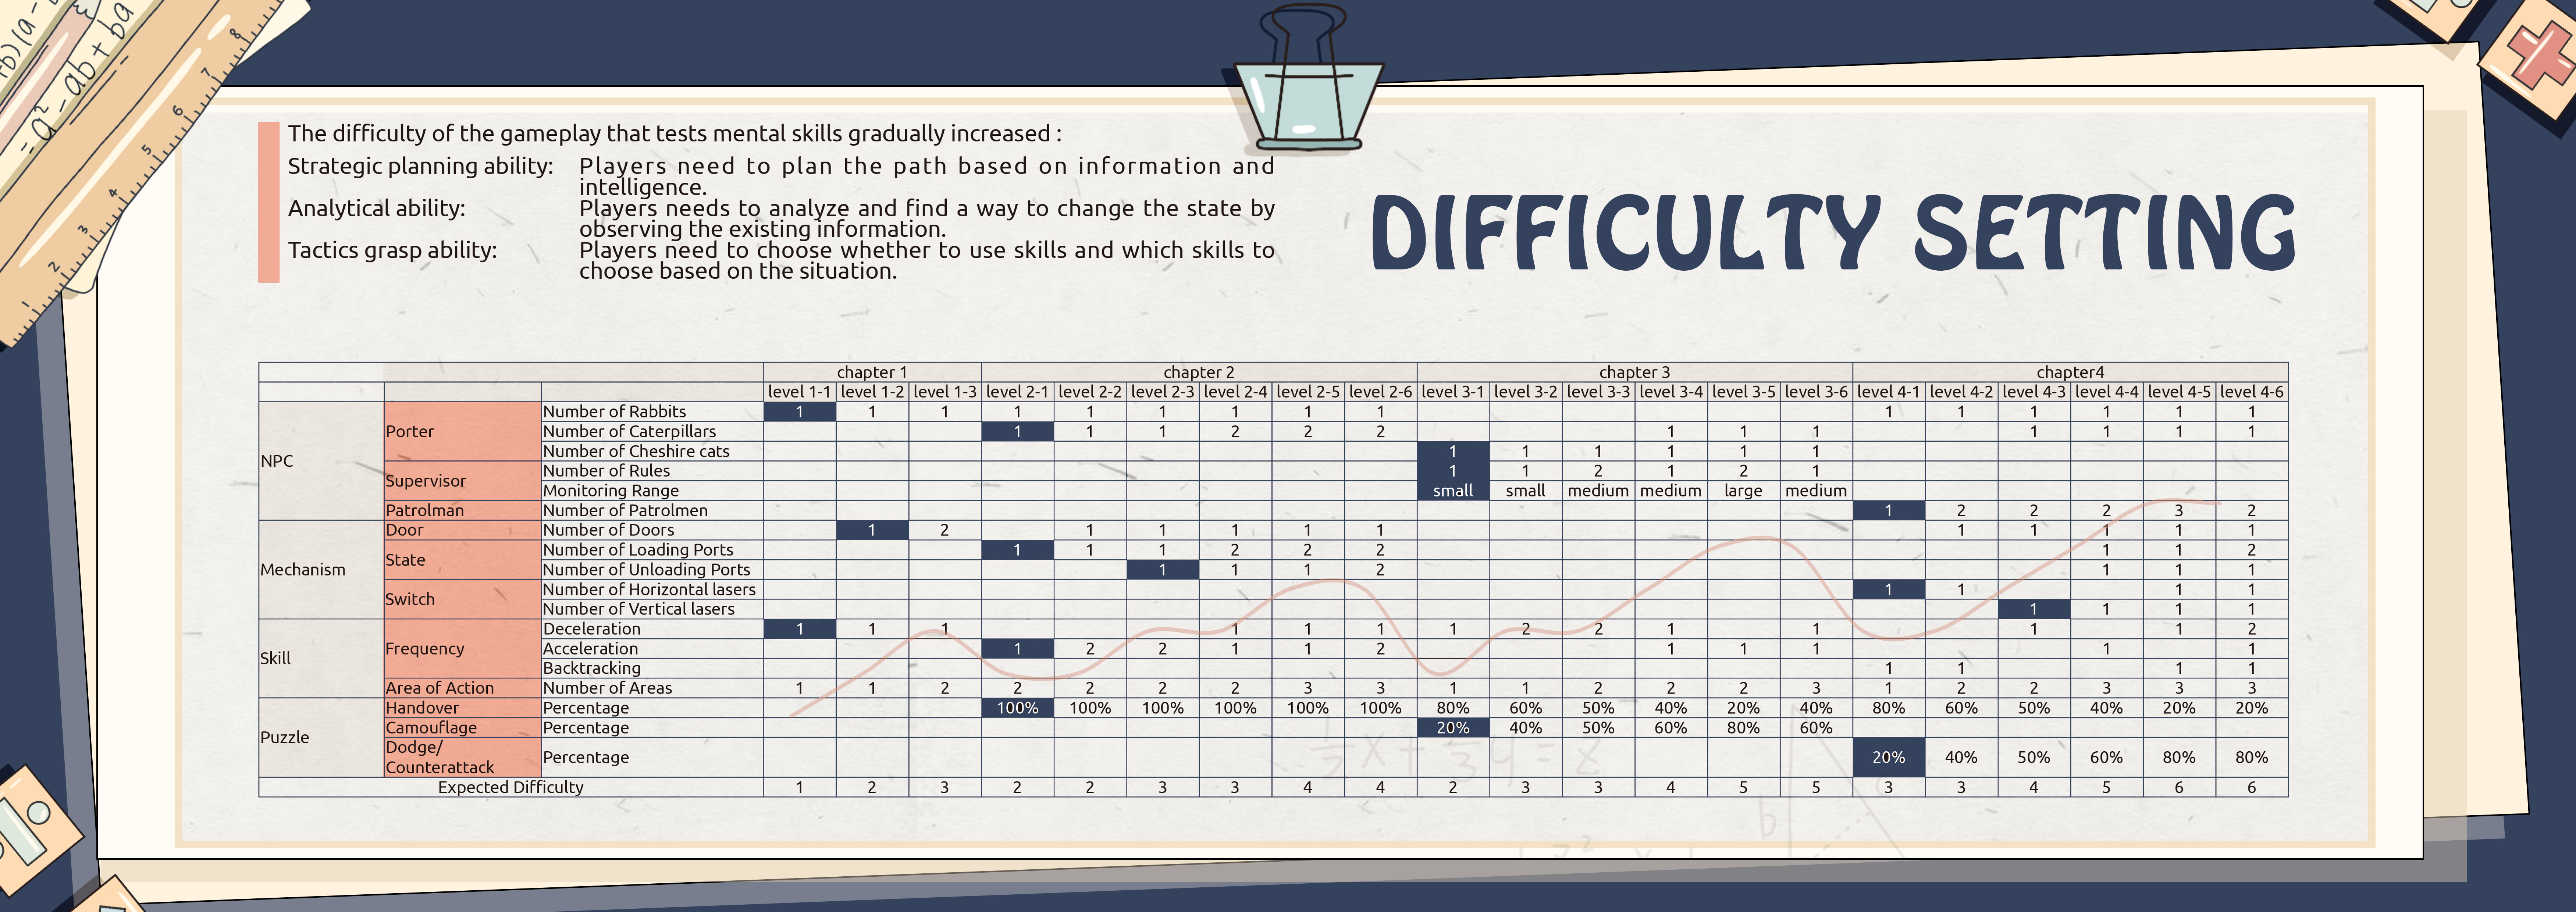 The difficulty of the gameplay that tests mental skills gradually increased :
Strategic planning ability: Players need to plan the path based on information and
intelligence.
Analytical ability: Players needs to analyze and find a way to change the state by
observing the existing information.
Tactics grasp ability: Players need to choose whether to use skills and which skills to
choose based on the situation.
DIFFICULTY SETTING
chapter 1 chapter 2 chapter 3 chapter4
level 1-1 level 1-2 level 1-3 level 2-1 level 2-2 level 2-3 level 2-4 level 2-5 level 2-6 level 3-1 level 3-2 level 3-3 level 3-4 level 3-5 level 3-6 level 4-1 level 4-2 level 4-3 level 4-4 level 4-5 level 4-6
NPC
Porter
Number of Rabbits 1 1 1 1 1 1 1 1 1 1 1 1 1 1 1
Number of Caterpillars 1 1 1 2 2 2 1 1 1 1 1 1 1
Number of Cheshire cats 1 1 1 1 1 1
Supervisor
Number of Rules 1 1 2 1 2 1
Monitoring Range small small medium medium large medium
Patrolman Number of Patrolmen 1 2 2 2 3 2
Mechanism
Door Number of Doors 1 2 1 1 1 1 1 1 1 1 1 1
State
Number of Loading Ports 1 1 1 2 2 2 1 1 2
Number of Unloading Ports 1 1 1 2 1 1 1
Switch
Number of Horizontal lasers 1 1 1 1
Number of Vertical lasers 1 1 1 1
Skill
Frequency
Deceleration 1 1 1 1 1 1 1 2 2 1 1 1 1 2
Acceleration 1 2 2 1 1 2 1 1 1 1 1
Backtracking 1 1 1 1
Area of Action Number of Areas 1 1 2 2 2 2 2 3 3 1 1 2 2 2 3 1 2 2 3 3 3
Puzzle
Handover Percentage 100% 100% 100% 100% 100% 100% 80% 60% 50% 40% 20% 40% 80% 60% 50% 40% 20% 20%
Camouflage Percentage 20% 40% 50% 60% 80% 60%
Dodge/
Counterattack Percentage 20% 40% 50% 60% 80% 80%
Expected Difficulty 1 2 3 2 2 3 3 4 4 2 3 3 4 5 5 3 3 4 5 6 6